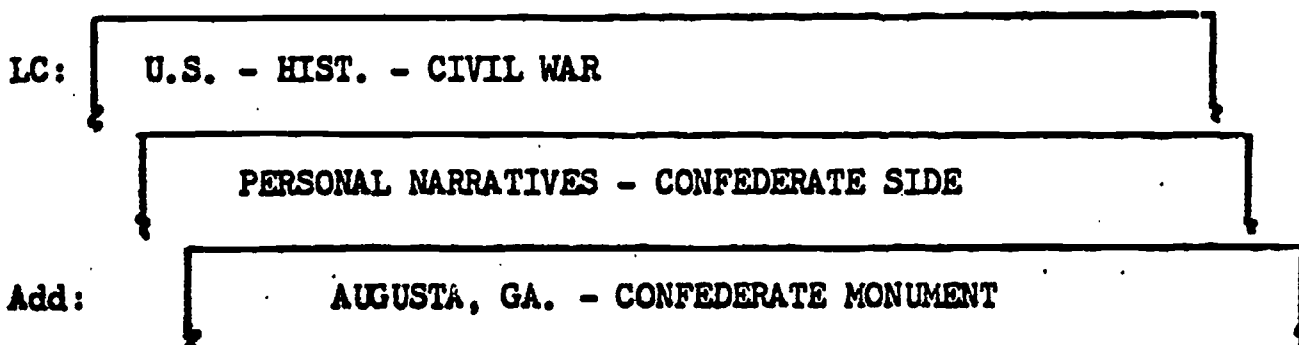 LC: U.S. - HIST. - CIVIL WAR
PERSONAL NARRATIVES - CONFEDERATE SIDE
Add: AUGUSTA, GA. - CONFEDERATE MONUMENT